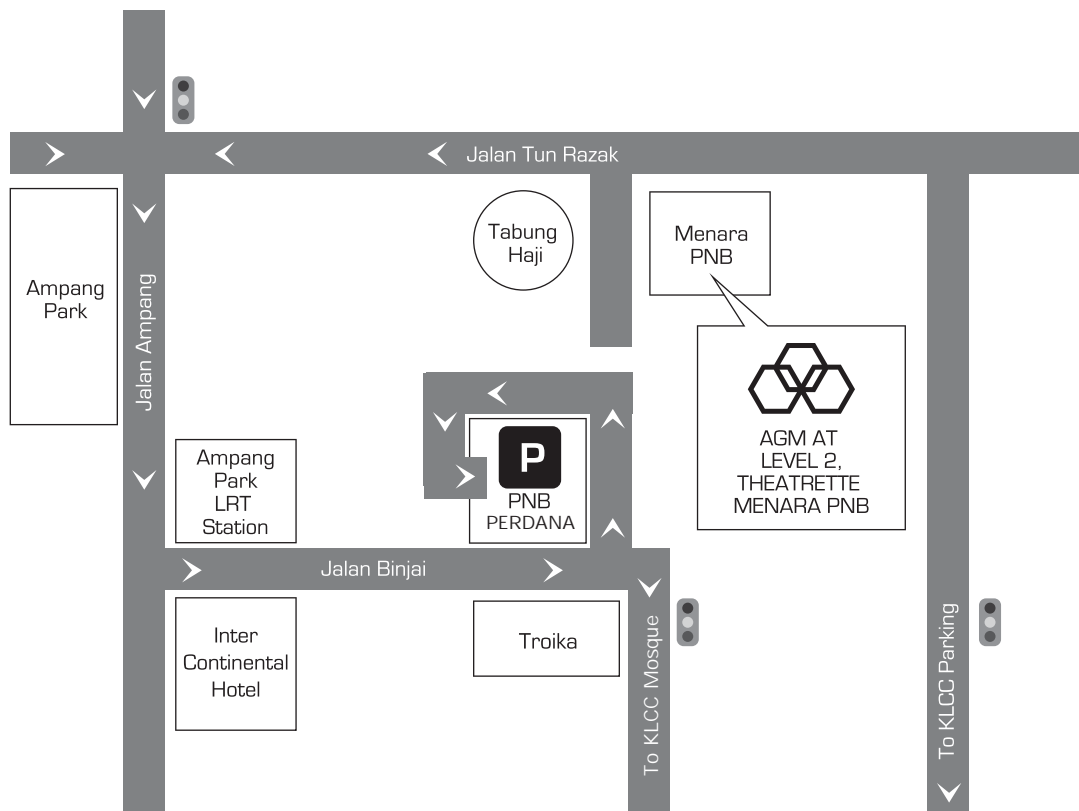 Jalan Tun Razak
Tabung
Haji
Menara
PNB
Ampang
Park
Jalan Ampang
AGM AT
LEVEL 2,
THEATRETTE
MENARA PNB
Ampang
Park
LRT
Station
P
PNB
PERDANA
Jalan Binjai
Inter
Continental
Hotel
Troika
To KLCC Mosque
To KLCC Parking